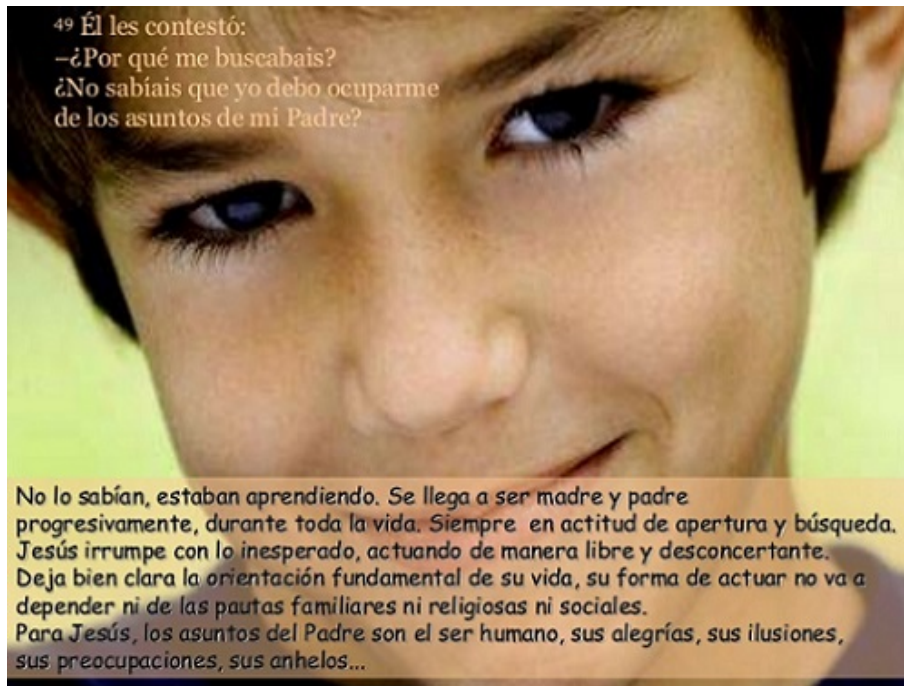 49 Él les contestó:
–¿Por qué me buscabais?
¿No sabíais que yo debo ocuparme
de los asuntos de mi Padre?
No lo sabían, estaban aprendiendo. Se llega a ser madre y padre
progresivamente, durante toda la vida. Siempre en actitud de apertura y búsqueda.
Jesús irrumpe con lo inesperado, actuando de manera libre y desconcertante.
Deja bien clara la orientación fundamental de su vida, su forma de actuar no va a
depender ni de las pautas familiares ni religiosas ni sociales.
Para Jesús, los asuntos del Padre son el ser humano, sus alegrías, sus ilusiones,
sus preocupaciones, sus anhelos...